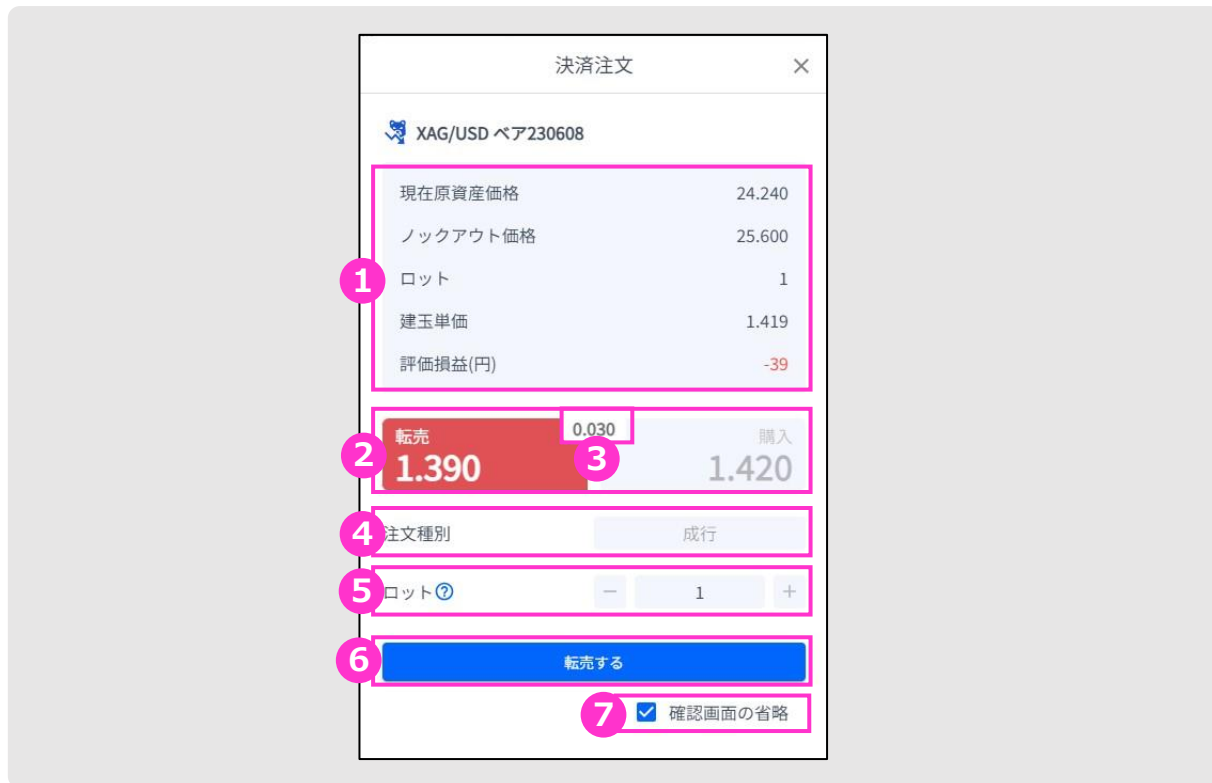 決済注文 ×
XAG/USD ベア230608
現在原資産価格 24.240
ノックアウト価格 25.600
1 ロット 1
建玉単価 1.419
評価損益(円) -39
転売 0.030 購入
2 1.390 3 1.420
4 注文種別 成行
5 ロット? − 1 +
6 転売する
7 確認画面の省略